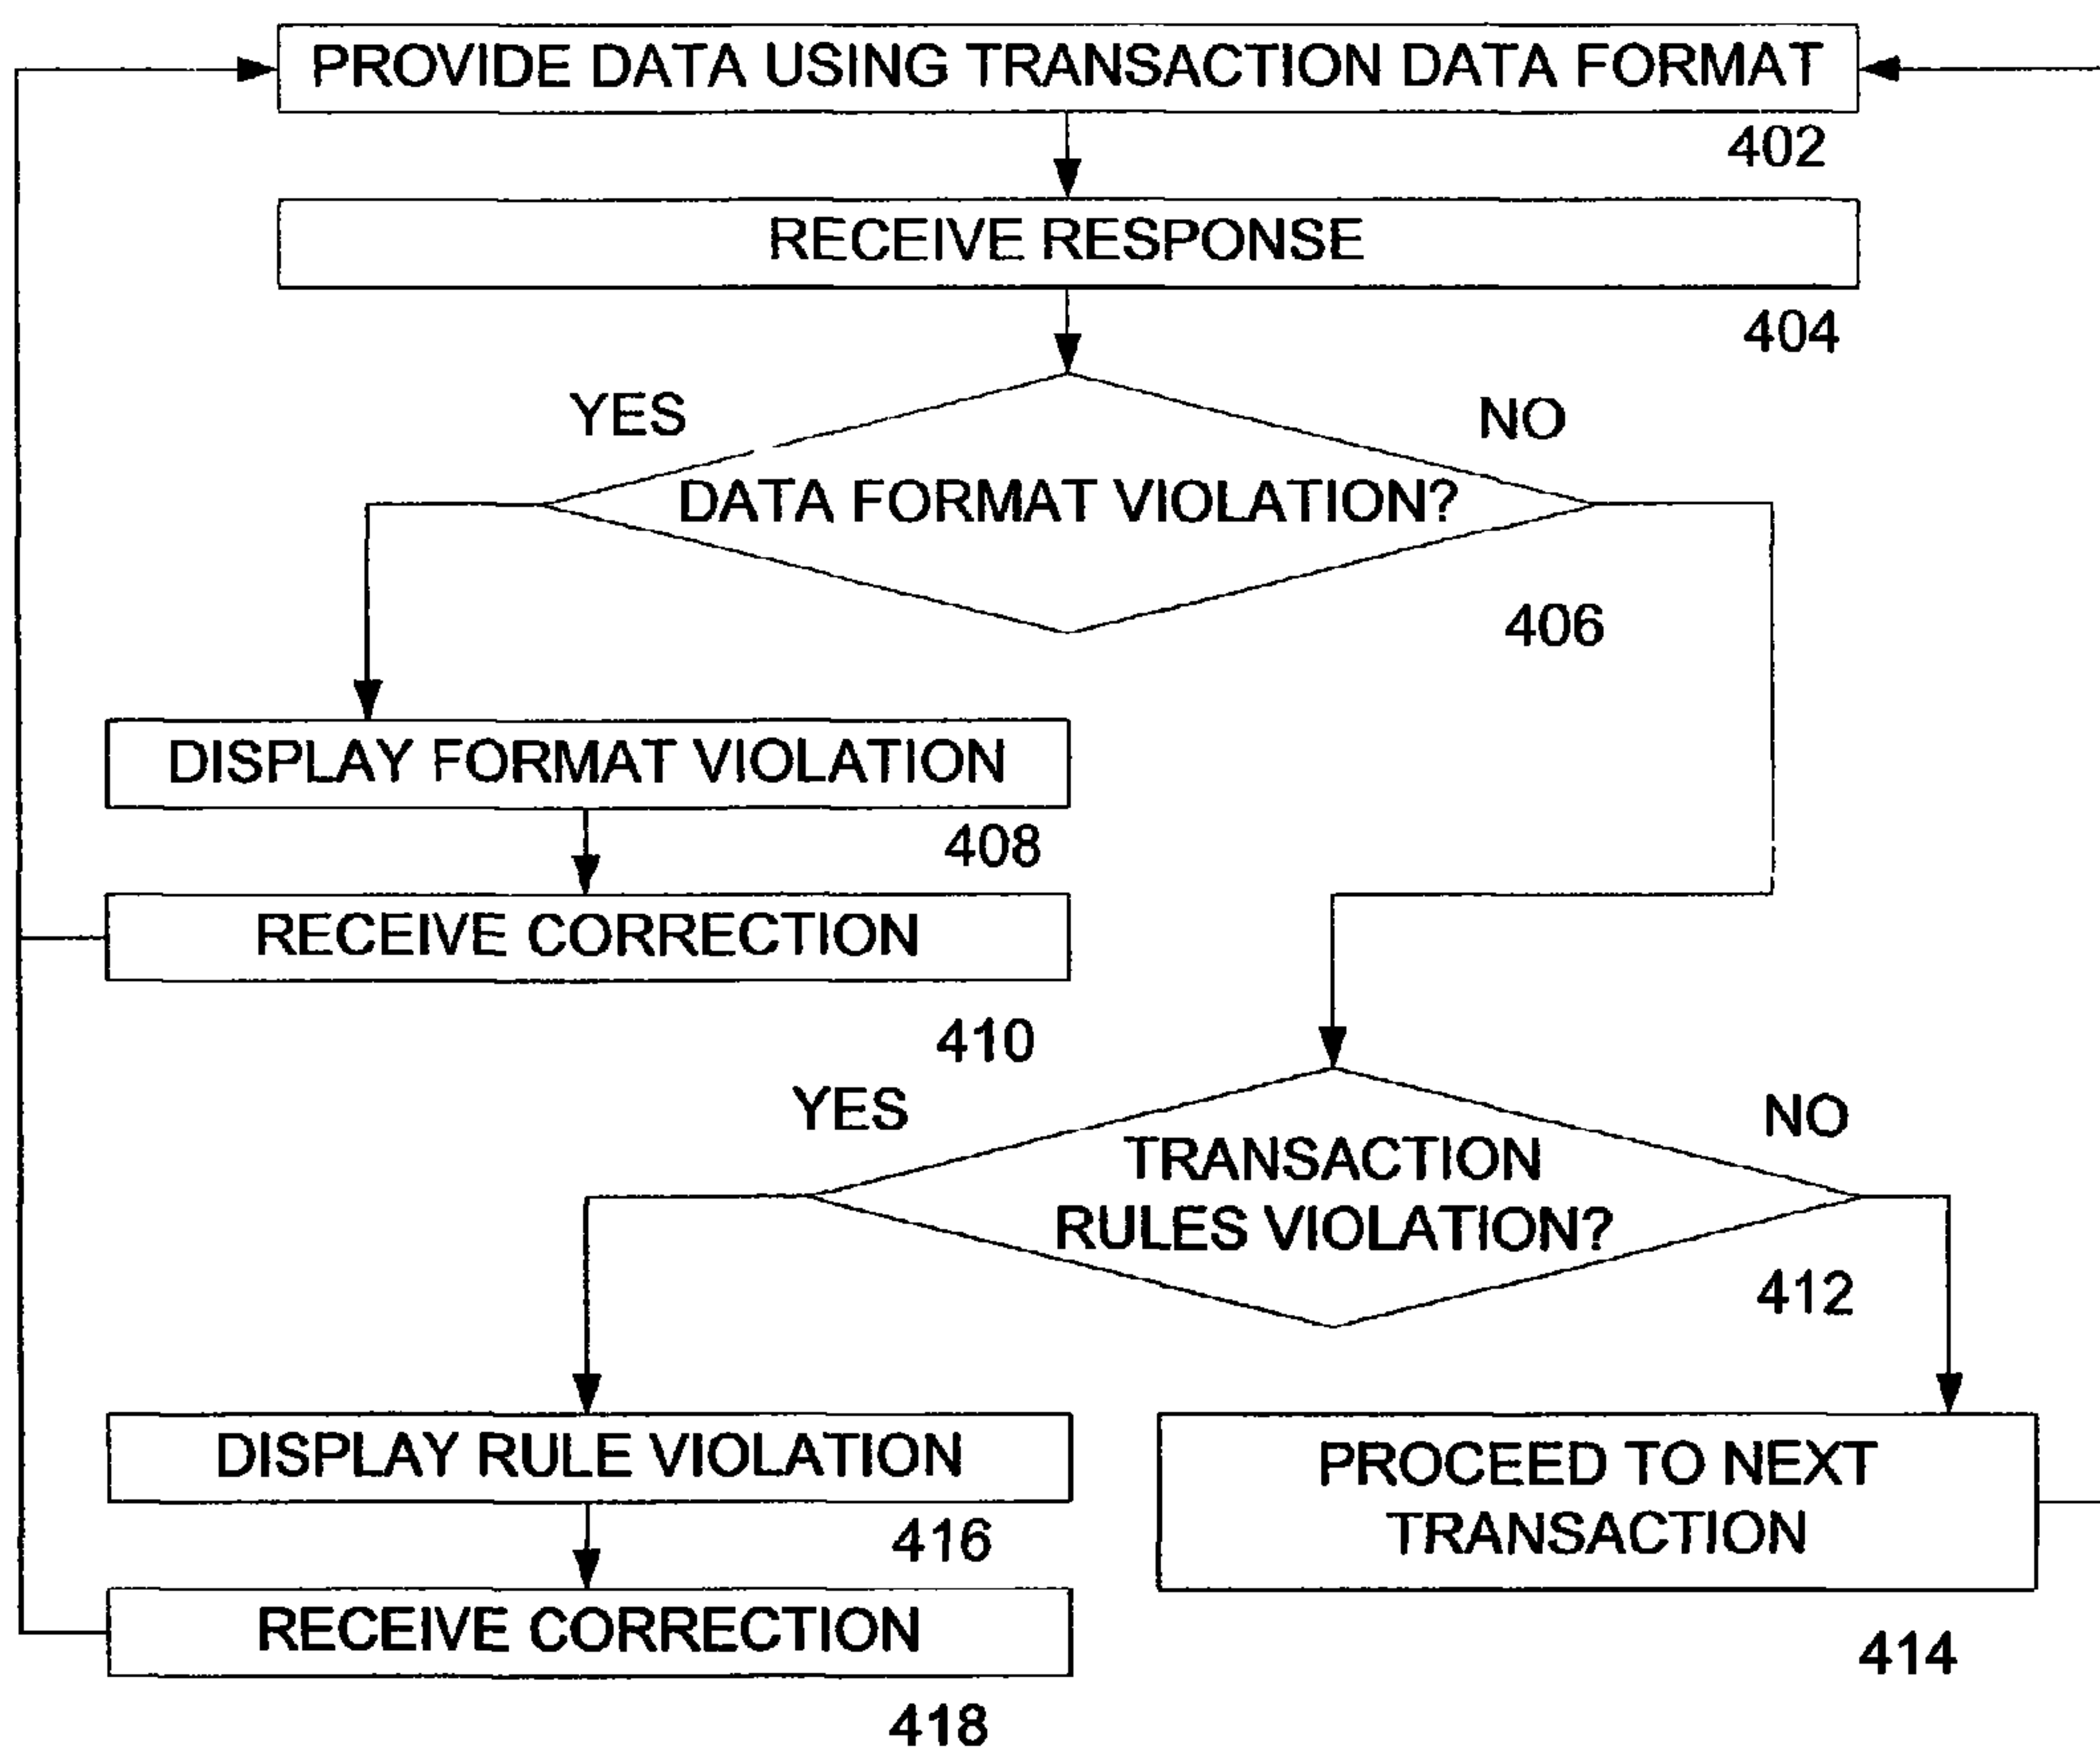 PROVIDE DATA USING TRANSACTION DATA FORMAT
402
RECEIVE RESPONSE
404
YES
NO
DATA FORMAT VIOLATION?
406
DISPLAY FORMAT VIOLATION
408
RECEIVE CORRECTION
410
YES
NO
TRANSACTION
RULES VIOLATION?
412
DISPLAY RULE VIOLATION
416
PROCEED TO NEXT
TRANSACTION
414
RECEIVE CORRECTION
418